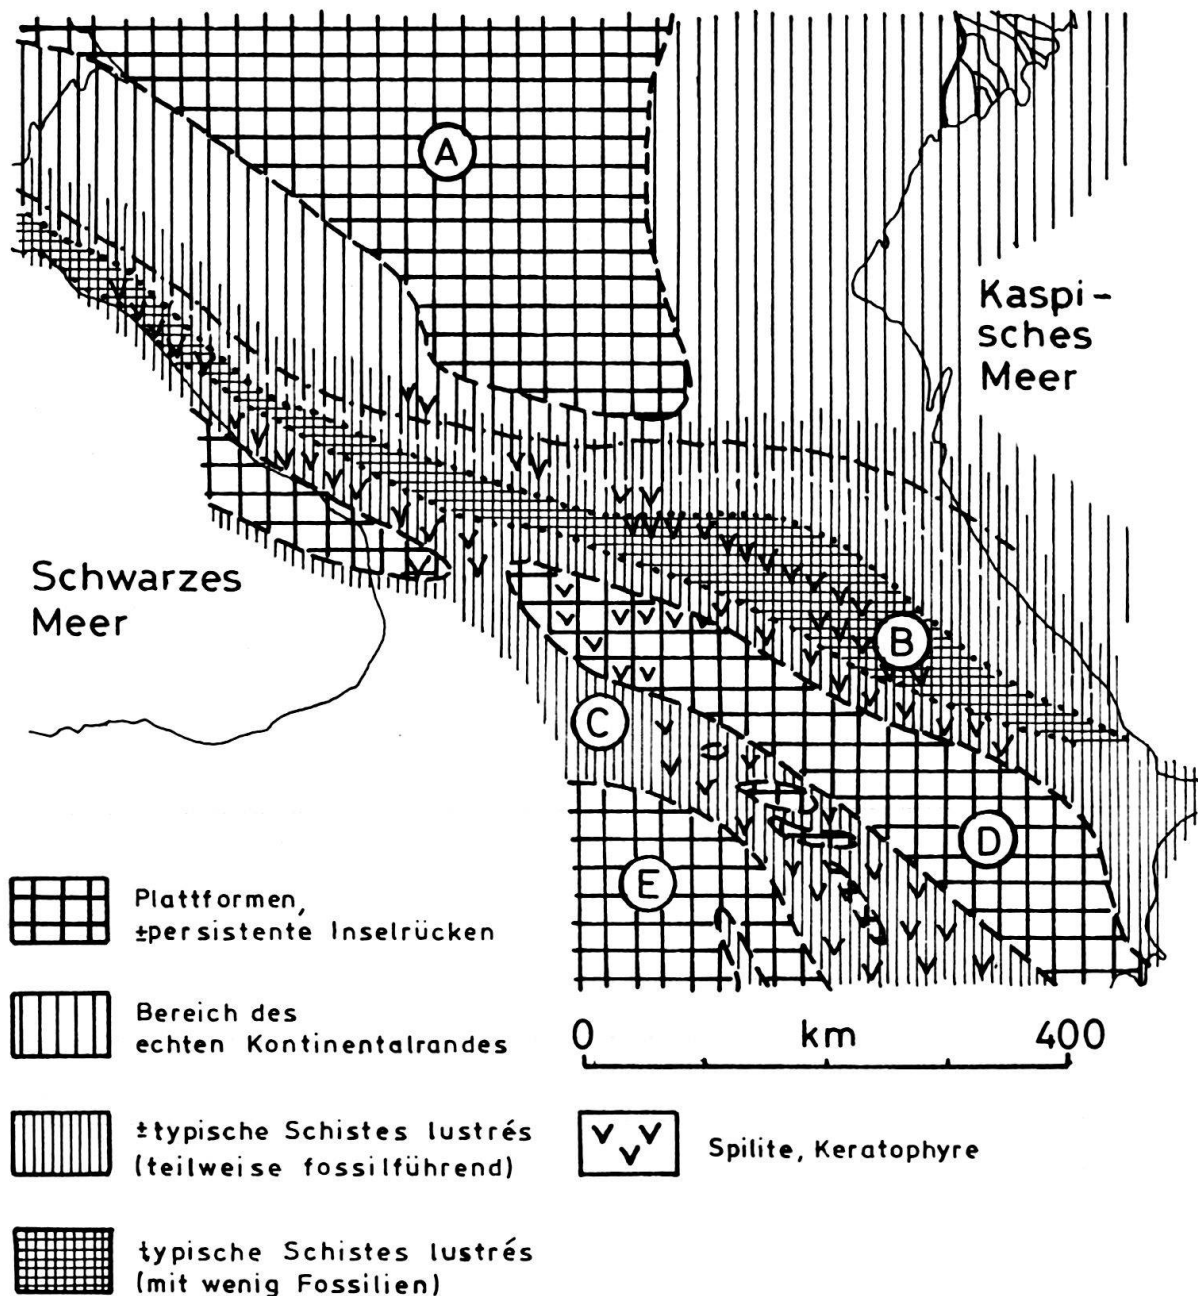 A
Kaspi-
sches
Meer
Schwarzes
Meer
B
C
D
E
Plattformen,
±persistente Inselrücken
Bereich des
echten Kontinentalrandes
0 km 400
±typische Schistes lustrés
(teilweise fossilführend)
Spilite, Keratophyre
typische Schistes lustrés
(mit wenig Fossilien)